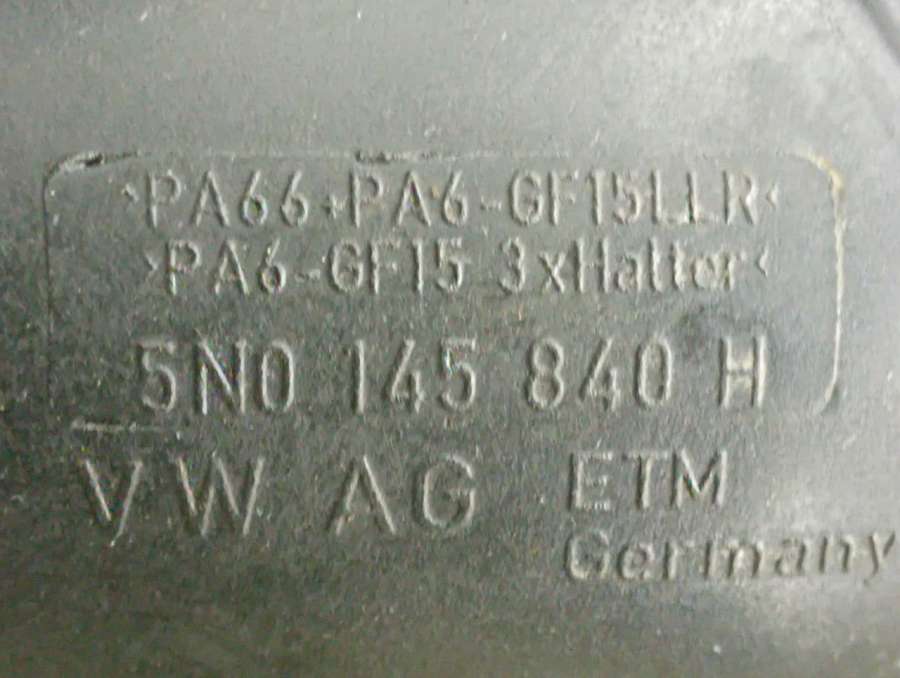 >PA66+PA6-GF15LLR<
>PA6-GF15 3xHalter<
5N0 145 840 H
VW AG ETM
Germany